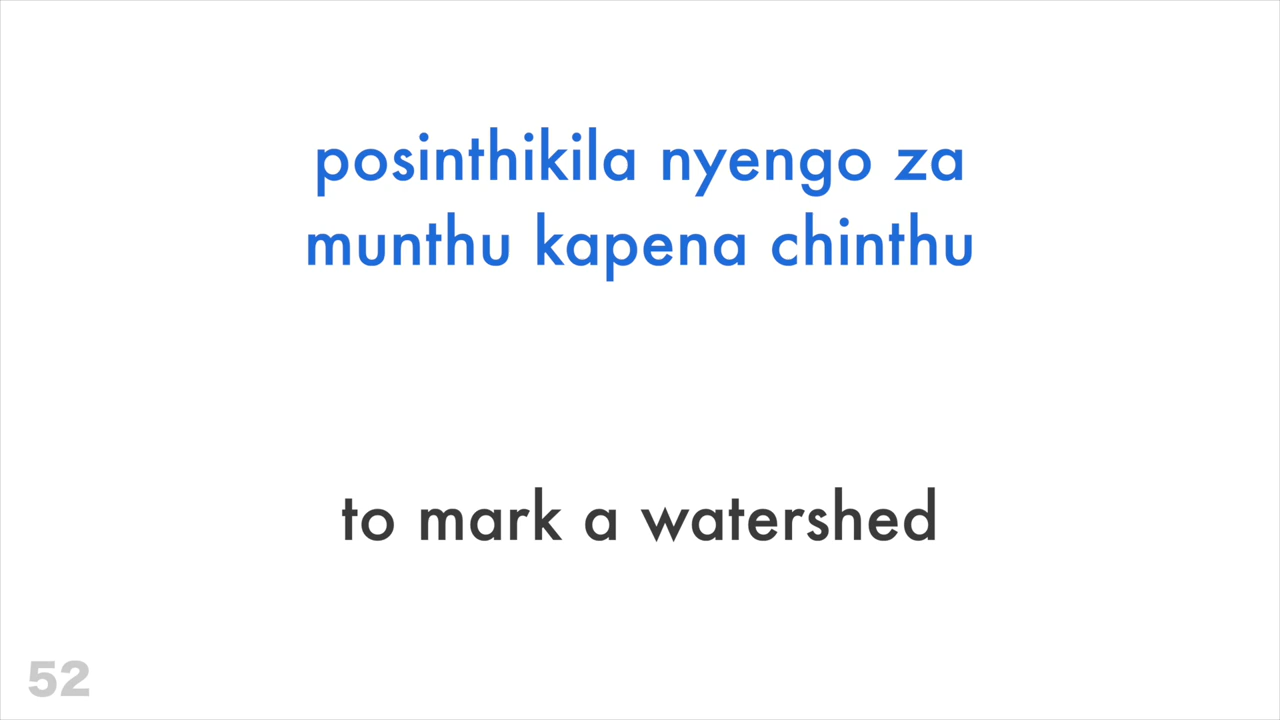 posinthikila nyengo za
munthu kapena chinthu
to mark a watershed
52